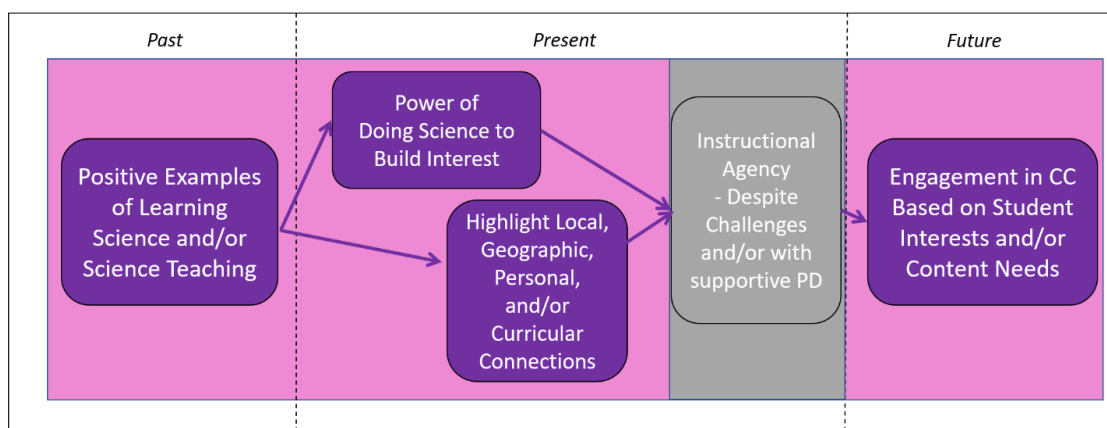 Past
Present
Future
Positive Examples
of Learning
Science and/or
Science Teaching
Power of
Doing Science to
Build Interest
Highlight Local,
Geographic,
Personal,
and/or
Curricular
Connections
Instructional
Agency
- Despite
Challenges
and/or with
supportive PD
Engagement in CC
Based on Student
Interests and/or
Content Needs